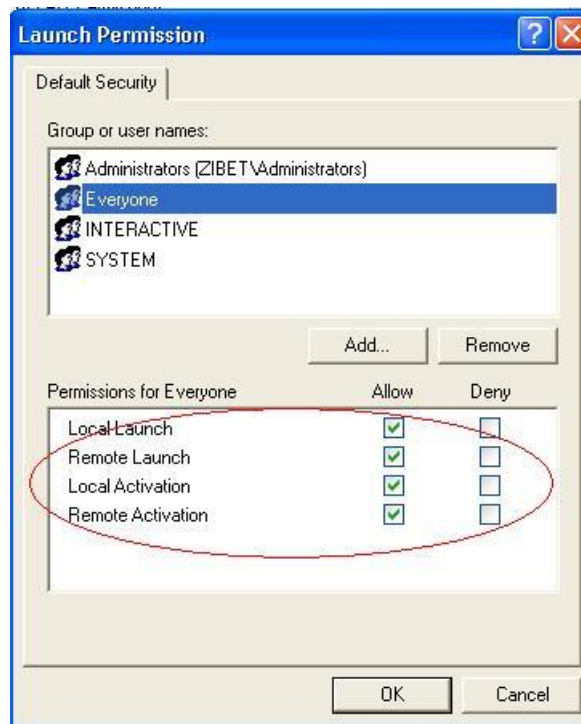 Launch Permission
Default Security
Group or user names:
Administrators (ZIBET\Administrators)
Everyone
INTERACTIVE
SYSTEM
Add... Remove
Permissions for Everyone Allow Deny
Local Launch
Remote Launch
Local Activation
Remote Activation
OK Cancel